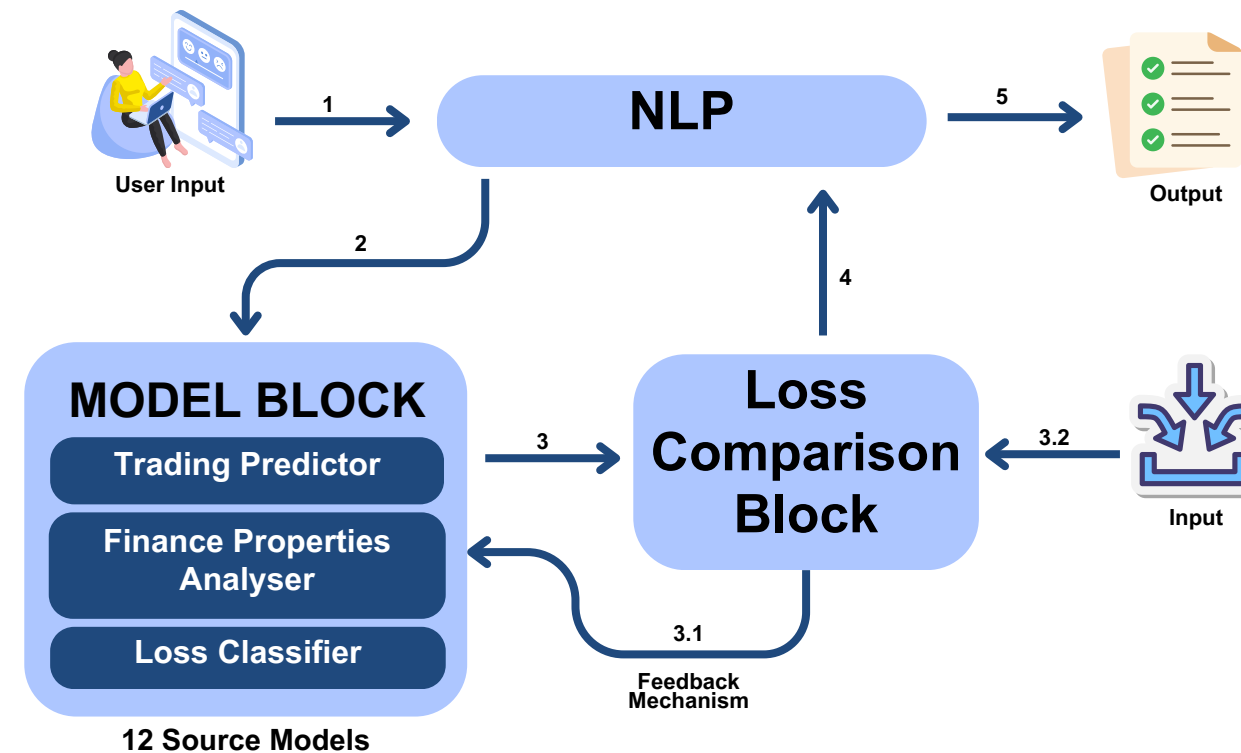 1
NLP
5
User Input
Output
2
4
MODEL BLOCK
Trading Predictor
Finance Properties
Analyser
Loss Classifier
12 Source Models
3
Loss
Comparison
Block
3.2
Input
3.1
Feedback
Mechanism